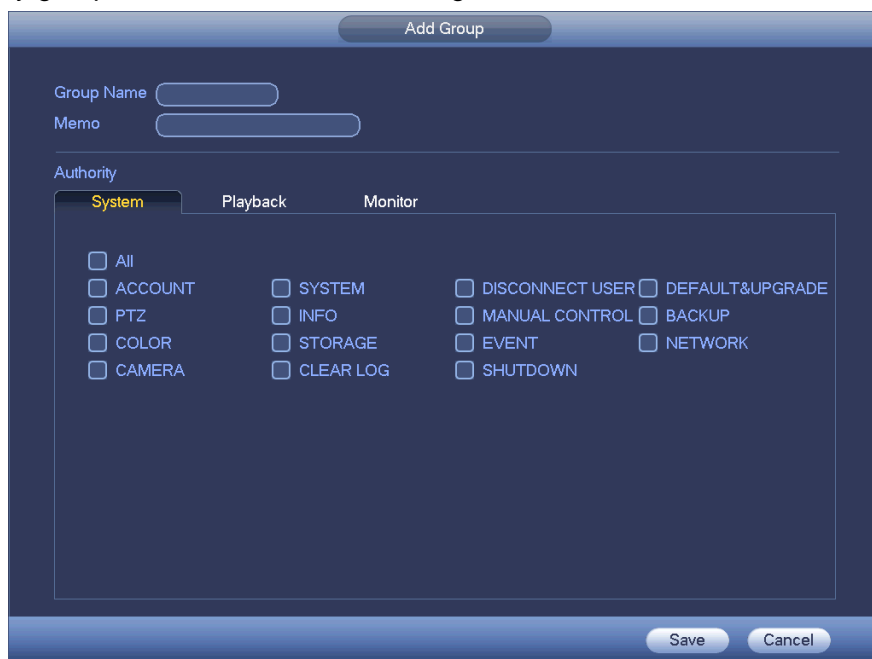 Add Group
Group Name
Memo
Authority
System Playback Monitor
All
ACCOUNT SYSTEM DISCONNECT USER DEFAULT&UPGRADE
PTZ INFO MANUAL CONTROL BACKUP
COLOR STORAGE EVENT NETWORK
CAMERA CLEAR LOG SHUTDOWN
Save Cancel